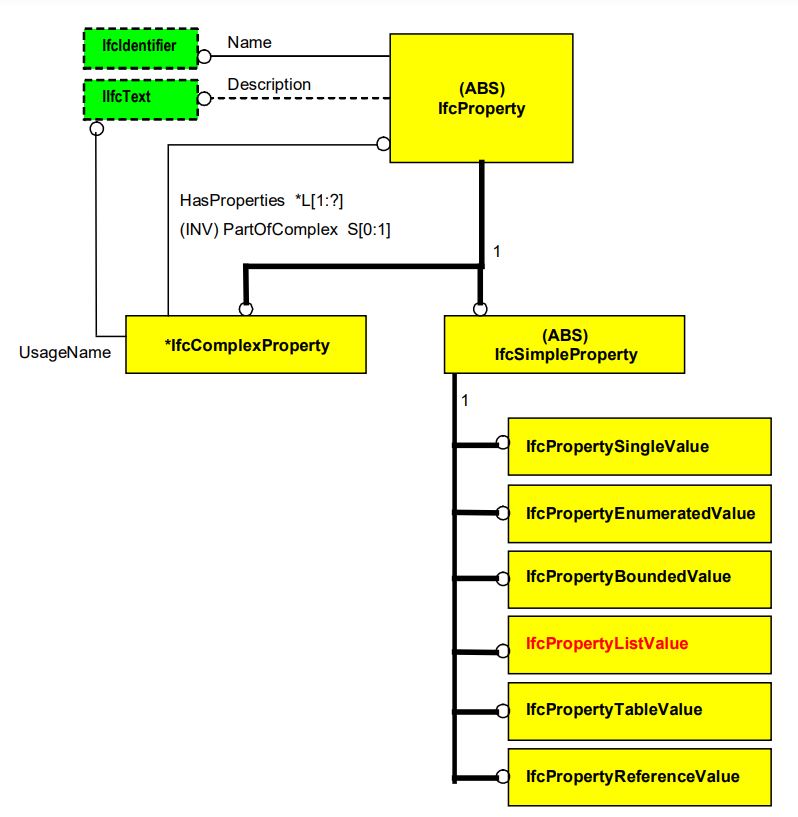 IfcIdentifier
Name
IIfcText
Description
(ABS)
IfcProperty
HasProperties *L[1:?]
(INV) PartOfComplex S[0:1]
1
UsageName
*IfcComplexProperty
(ABS)
IfcSimpleProperty
1
IfcPropertySingleValue
IfcPropertyEnumeratedValue
IfcPropertyBoundedValue
IfcPropertyListValue
IfcPropertyTableValue
IfcPropertyReferenceValue